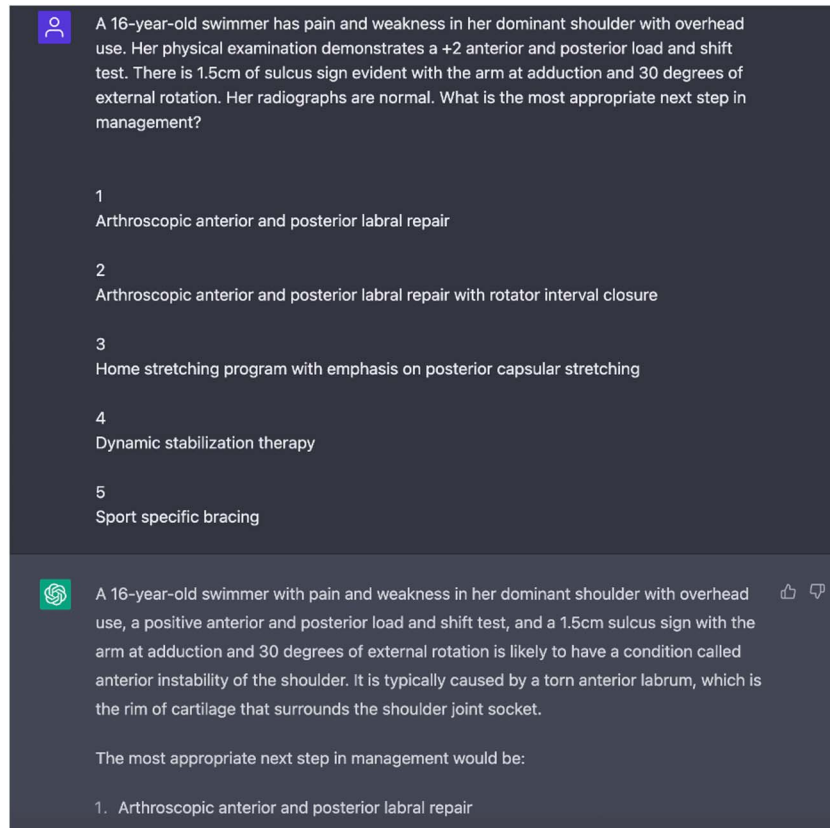 A 16-year-old swimmer has pain and weakness in her dominant shoulder with overhead
use. Her physical examination demonstrates a +2 anterior and posterior load and shift
test. There is 1.5cm of sulcus sign evident with the arm at adduction and 30 degrees of
external rotation. Her radiographs are normal. What is the most appropriate next step in
management?
1
Arthroscopic anterior and posterior labral repair
2
Arthroscopic anterior and posterior labral repair with rotator interval closure
3
Home stretching program with emphasis on posterior capsular stretching
4
Dynamic stabilization therapy
5
Sport specific bracing
A 16-year-old swimmer with pain and weakness in her dominant shoulder with overhead
use, a positive anterior and posterior load and shift test, and a 1.5cm sulcus sign with the
arm at adduction and 30 degrees of external rotation is likely to have a condition called
anterior instability of the shoulder. It is typically caused by a torn anterior labrum, which is
the rim of cartilage that surrounds the shoulder joint socket.
The most appropriate next step in management would be:
1. Arthroscopic anterior and posterior labral repair